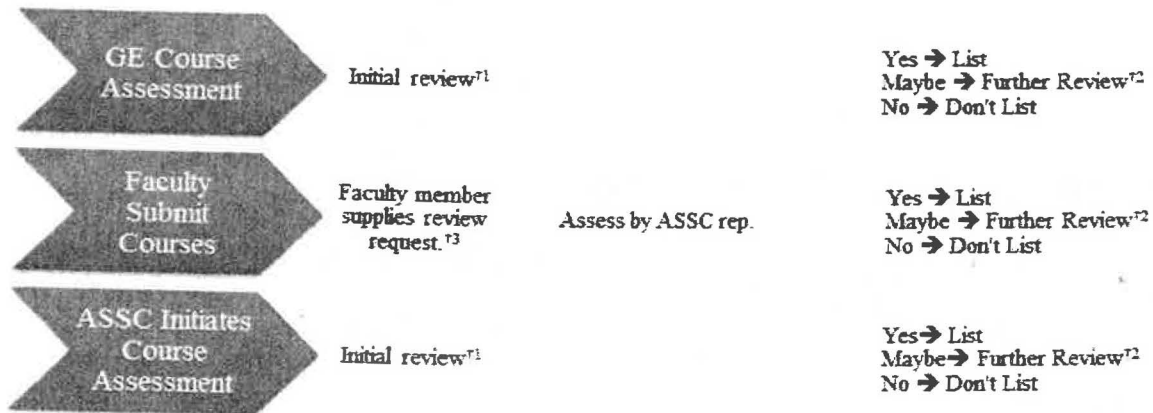 GE Course
Assessment
Initial review†1
Yes ➔ List
Maybe ➔ Further Review†2
No ➔ Don't List
Faculty
Submit
Courses
Faculty member
supplies review
request.†3
Assess by ASSC rep.
Yes ➔ List
Maybe ➔ Further Review†2
No ➔ Don't List
ASSC Initiates
Course
Assessment
Initial review†1
Yes➔ List
Maybe➔ Further Review†2
No ➔ Don't List